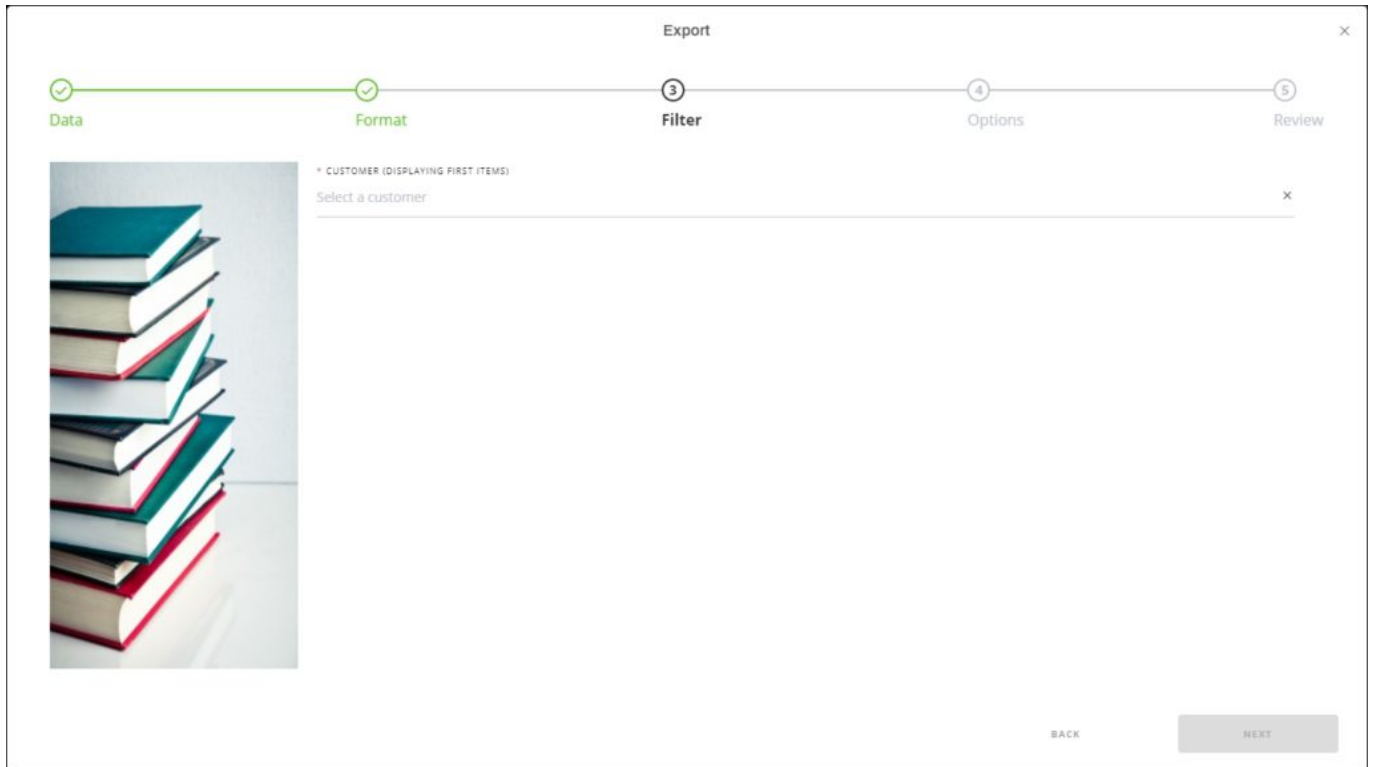 Export
3
4
5
Data
Format
Filter
Options
Review
* CUSTOMER (DISPLAYING FIRST ITEMS)
Select a customer
BACK
NEXT